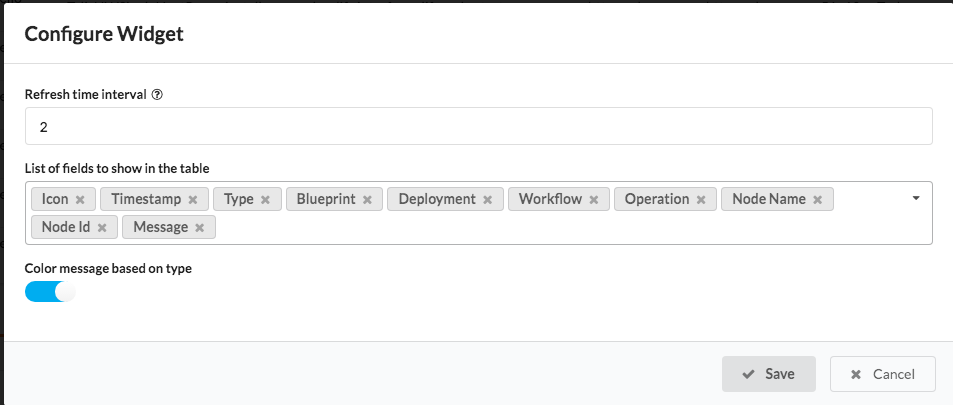 Configure Widget
Refresh time interval
2
List of fields to show in the table
Icon Timestamp Type Blueprint Deployment Workflow Operation Node Name
Node Id Message
Color message based on type
Save Cancel